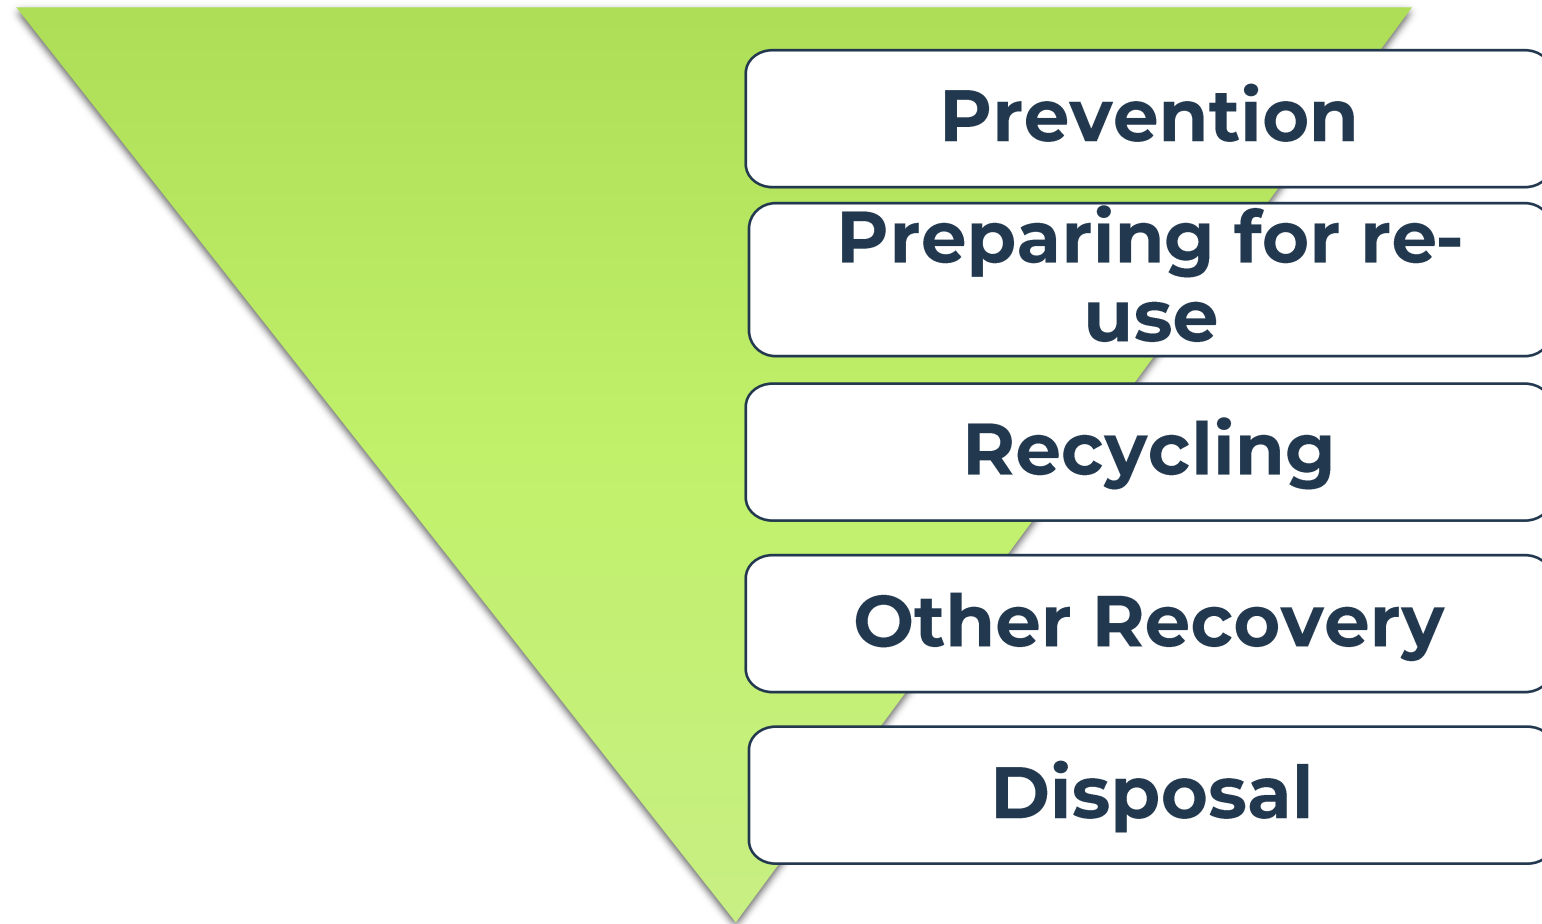 Prevention
Preparing for re-
use
Recycling
Other Recovery
Disposal